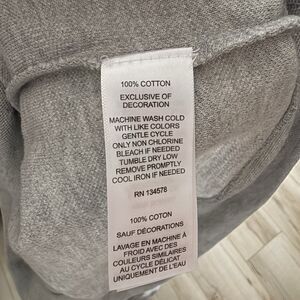 100% COTTON
EXCLUSIVE OF
DECORATION
MACHINE WASH COLD
WITH LIKE COLORS
GENTLE CYCLE
ONLY NON CHLORINE
BLEACH IF NEEDED
TUMBLE DRY LOW
REMOVE PROMPTLY
COOL IRON IF NEEDED
RN 134578
100% COTON
SAUF DÉCORATIONS
LAVAGE EN MACHINE À
FROID AVEC DES
COULEURS SIMILAIRES
AU CYCLE DÉLICAT
UNIQUEMENT DE L'EAU